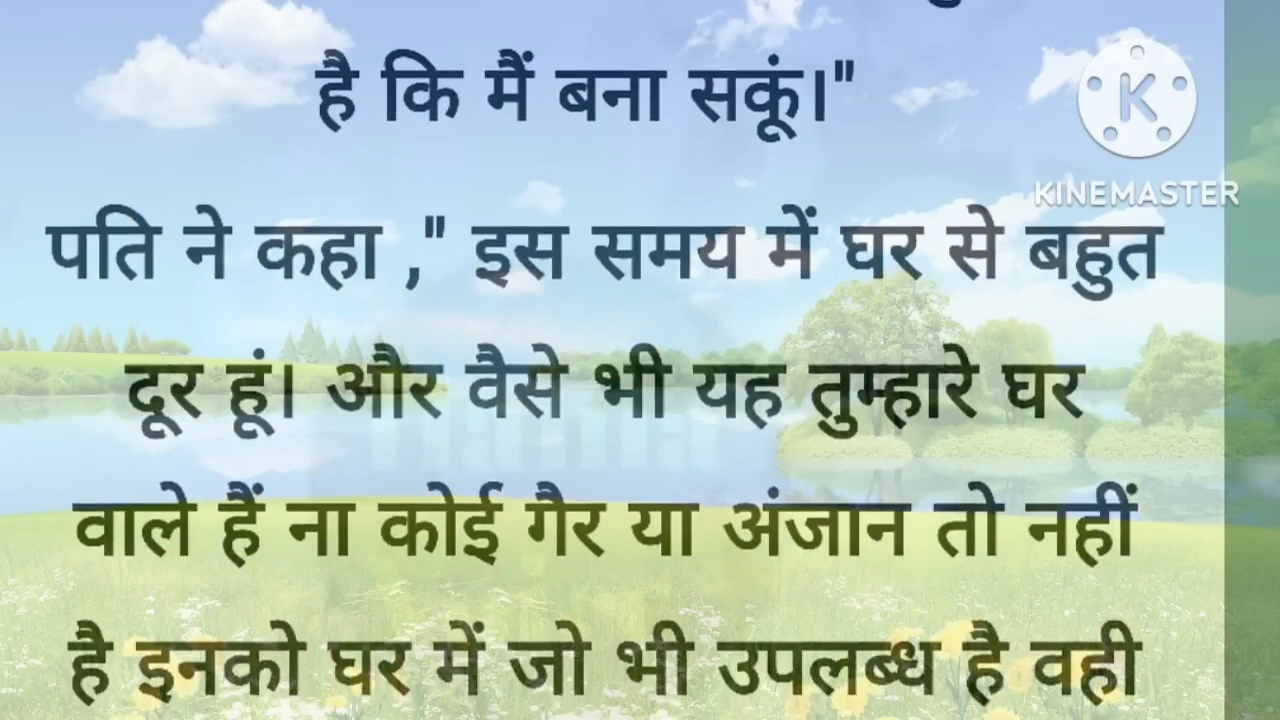 है कि मैं बना सकूं।"
KINEMASTER
पति ने कहा ," इस समय में घर से बहुत
दूर हूं। और वैसे भी यह तुम्हारे घर
वाले हैं ना कोई गैर या अंजान तो नहीं
है इनको घर में जो भी उपलब्ध है वही